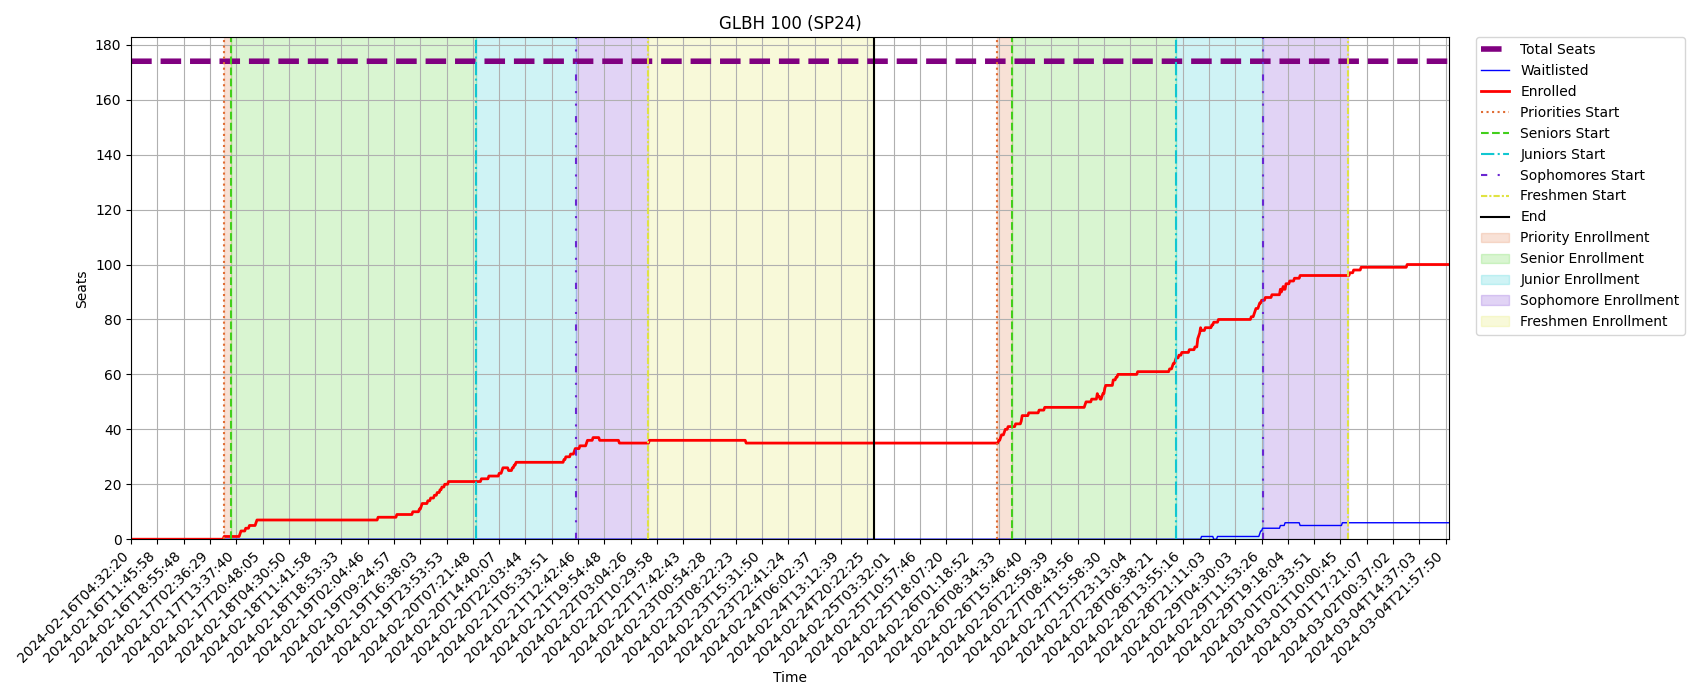 GLBH 100 (SP24)
Seats
180
160
140
120
100
80
60
40
20
0
2024-02-16T04:32:20
2024-02-16T11:45:58
2024-02-16T18:55:48
2024-02-17T02:36:29
2024-02-17T13:37:40
2024-02-17T20:48:05
2024-02-18T04:30:50
2024-02-18T11:41:58
2024-02-18T18:53:33
2024-02-19T02:04:46
2024-02-19T09:24:57
2024-02-19T16:38:03
2024-02-19T23:53:53
2024-02-20T07:21:48
2024-02-20T14:40:07
2024-02-20T22:03:44
2024-02-21T05:33:51
2024-02-21T12:42:46
2024-02-21T19:54:48
2024-02-22T03:04:26
2024-02-22T10:29:58
2024-02-22T17:42:43
2024-02-23T00:54:28
2024-02-23T08:22:23
2024-02-23T15:31:50
2024-02-23T22:41:24
2024-02-24T06:02:37
2024-02-24T13:12:39
2024-02-24T20:22:25
2024-02-25T03:32:01
2024-02-25T10:57:46
2024-02-25T18:07:20
2024-02-26T01:18:52
2024-02-26T08:34:33
2024-02-26T15:46:40
2024-02-26T22:59:39
2024-02-27T08:43:56
2024-02-27T15:58:30
2024-02-27T23:13:04
2024-02-28T06:38:21
2024-02-28T13:55:16
2024-02-28T21:11:03
2024-02-29T04:30:03
2024-02-29T11:53:26
2024-02-29T19:18:04
2024-03-01T02:33:51
2024-03-01T10:00:45
2024-03-01T17:21:07
2024-03-02T00:37:02
2024-03-04T14:37:03
2024-03-04T21:57:50
Time
Total Seats
Waitlisted
Enrolled
Priorities Start
Seniors Start
Juniors Start
Sophomores Start
Freshmen Start
End
Priority Enrollment
Senior Enrollment
Junior Enrollment
Sophomore Enrollment
Freshmen Enrollment